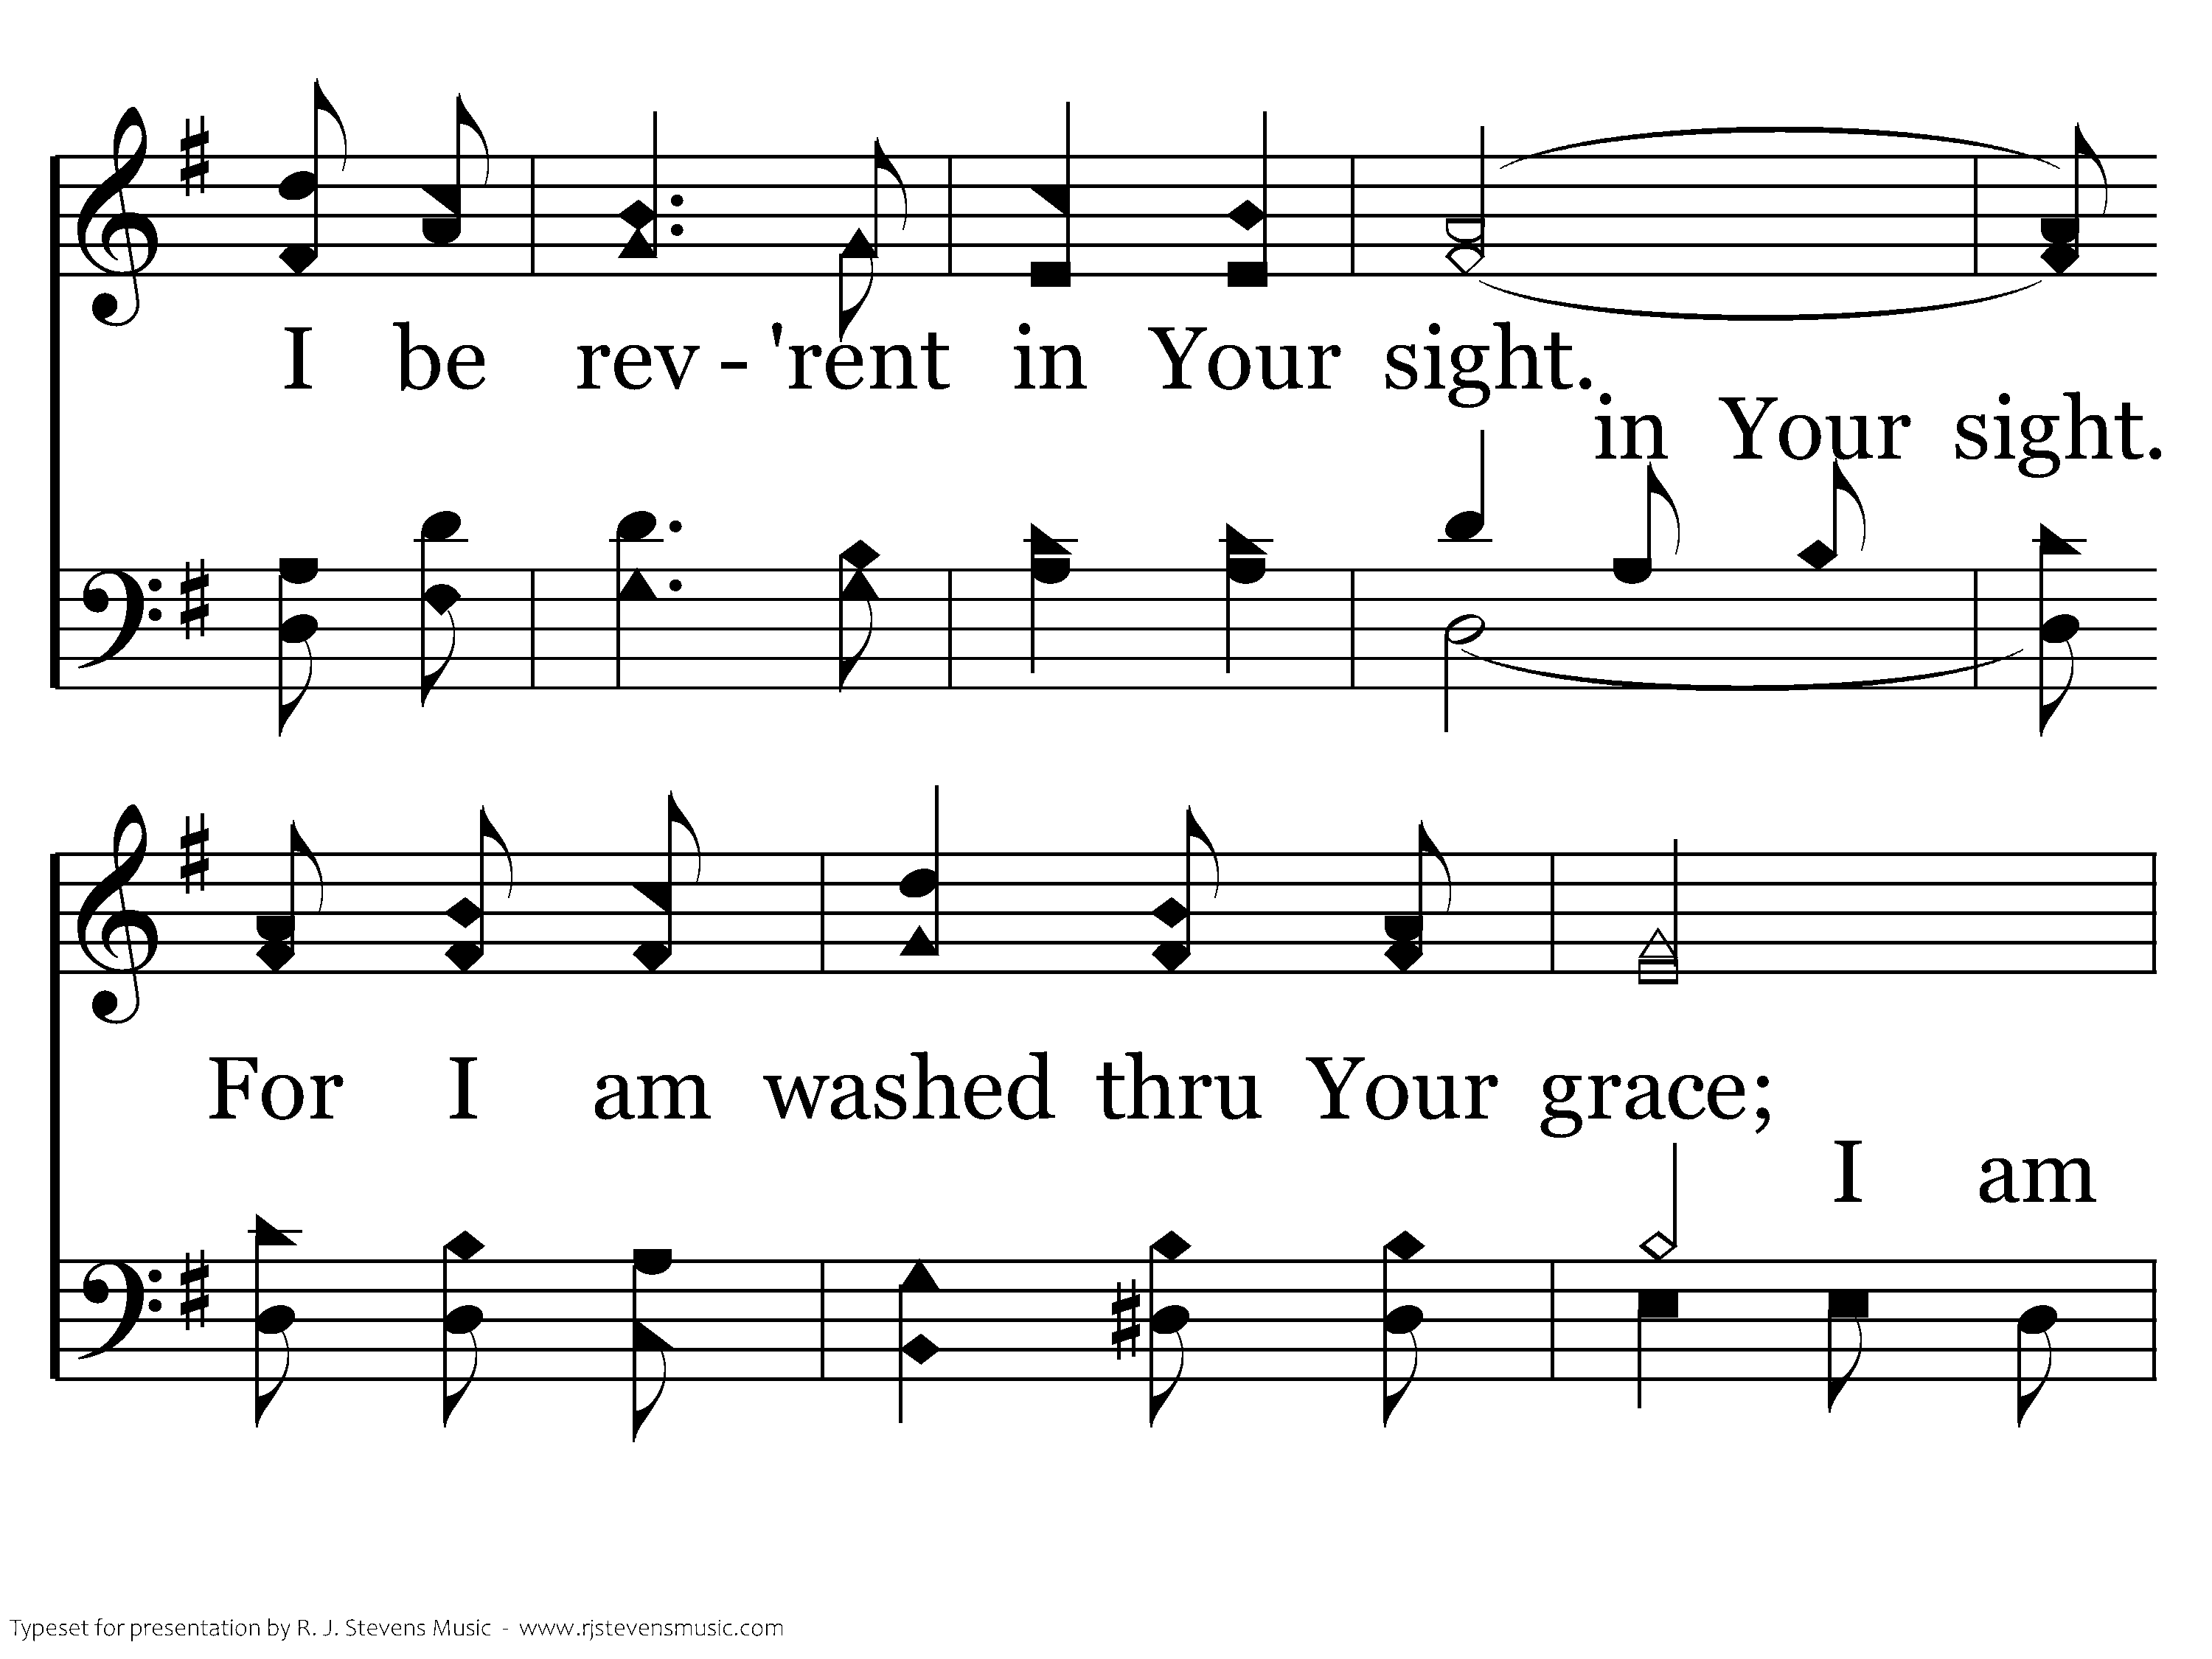 I be rev - 'rent in Your sight.
in Your sight.
For I am washed thru Your grace;
I am
Typeset for presentation by R. J. Stevens Music - www.rjstevensmusic.com